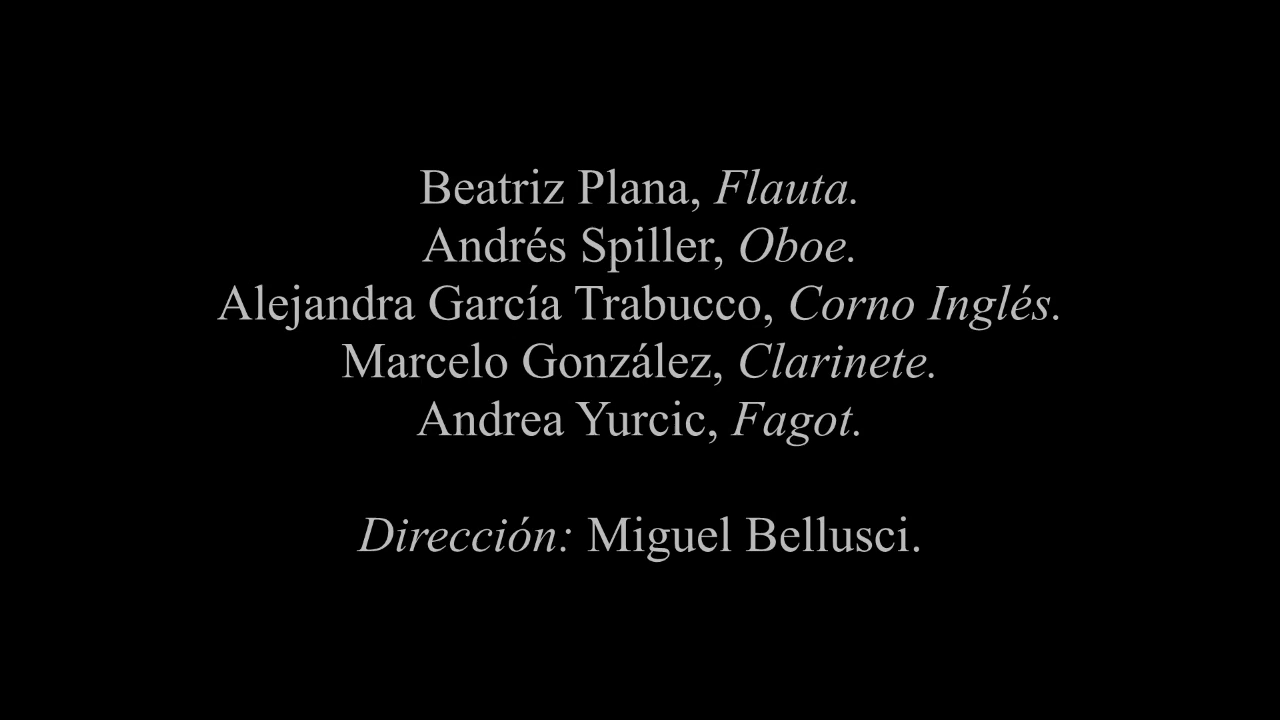 Beatriz Plana, Flauta.
Andrés Spiller, Oboe.
Alejandra García Trabucco, Corno Inglés.
Marcelo González, Clarinete.
Andrea Yurcic, Fagot.
Dirección: Miguel Bellusci.